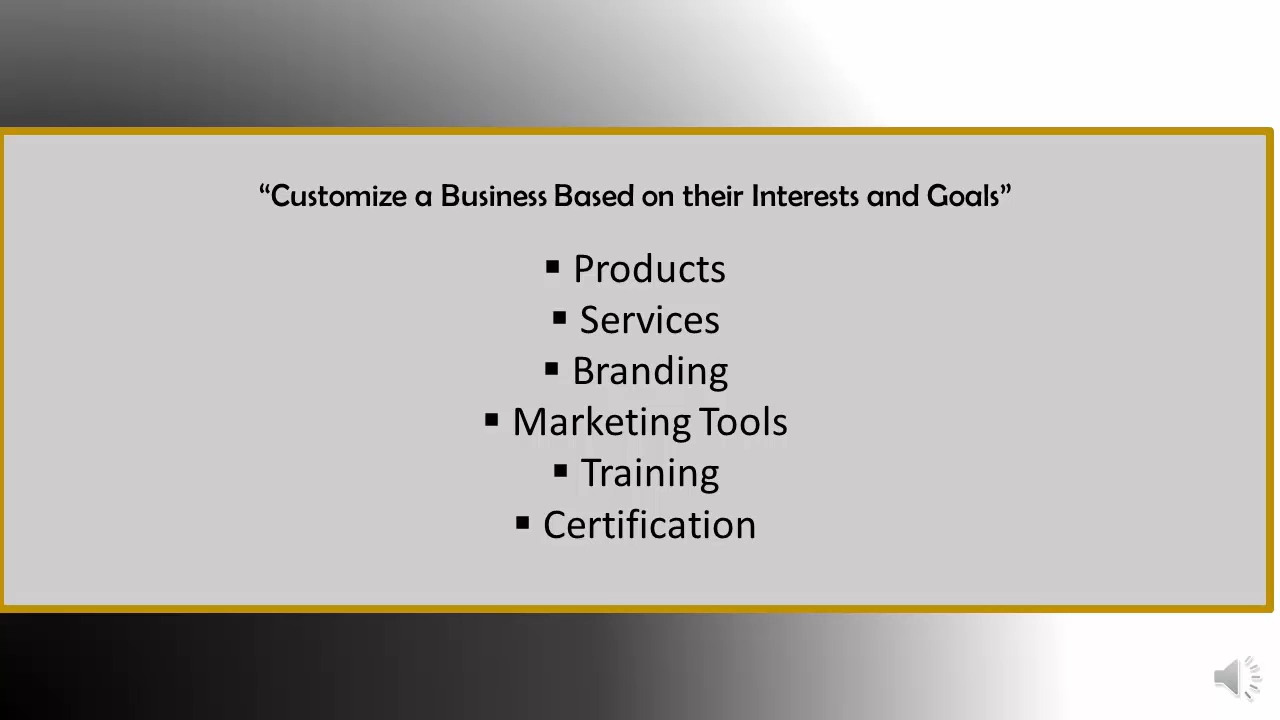 “Customize a Business Based on their Interests and Goals”
▪ Products
▪ Services
▪ Branding
▪ Marketing Tools
▪ Training
▪ Certification